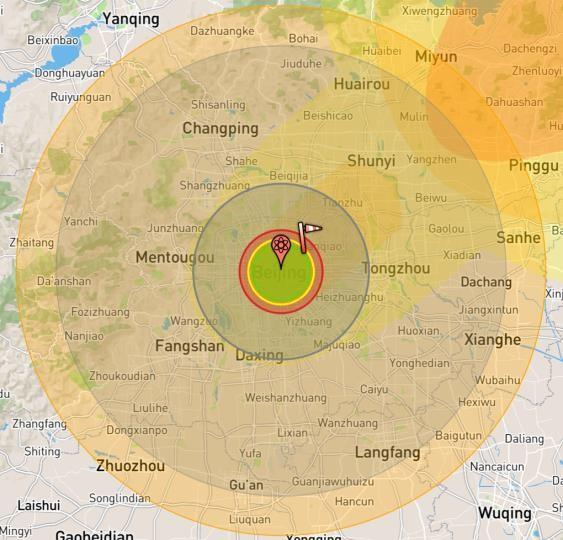 Xiwengzhuang
Yanqing
Dazhuangke
Beixinbao
Bohai
Huaibei
Dachengzi
Miyun
Jiuduhe
Zhenluoyi
Donghuayuan
Huairou
Ruiyunguan
Shisanling
Dahuashan
Beishicao
Mulin
Changping
Shahe
Shunyi
Yangzhen
Pinggu
Beiqijia
Shangzhuang
Tianzhu
Beiwu
Yanchi
Junzhuang
Gaolou
Zhaitang
Sanhe
Mentougou
Xiadian
Beijing
Tongzhou
Da'anshan
Dachang
Heizhuanghu
Fozizhuang
Jiangxintun
Wangzuo
Yizhuang
Huoxian
Nanjiao
Xianghe
Fangshan
Majuqiao
Daxing
Yonghedian
Zhoukoudian
Wubaihu
Caiyu
Weishanzhuang
Hexiwu
Liulihe
Wanzhuang
Zhangfang
Dongxianpo
Lixian
Baigutun
Daliang
Shiting
Yufa
Langfang
Zhuozhou
Nancaicun
Gu'an
Guanjiawuhuizu
Songlindian
Hancun
Laishui
Wuqing
Liuquan
Mingyi
Gaobeidian